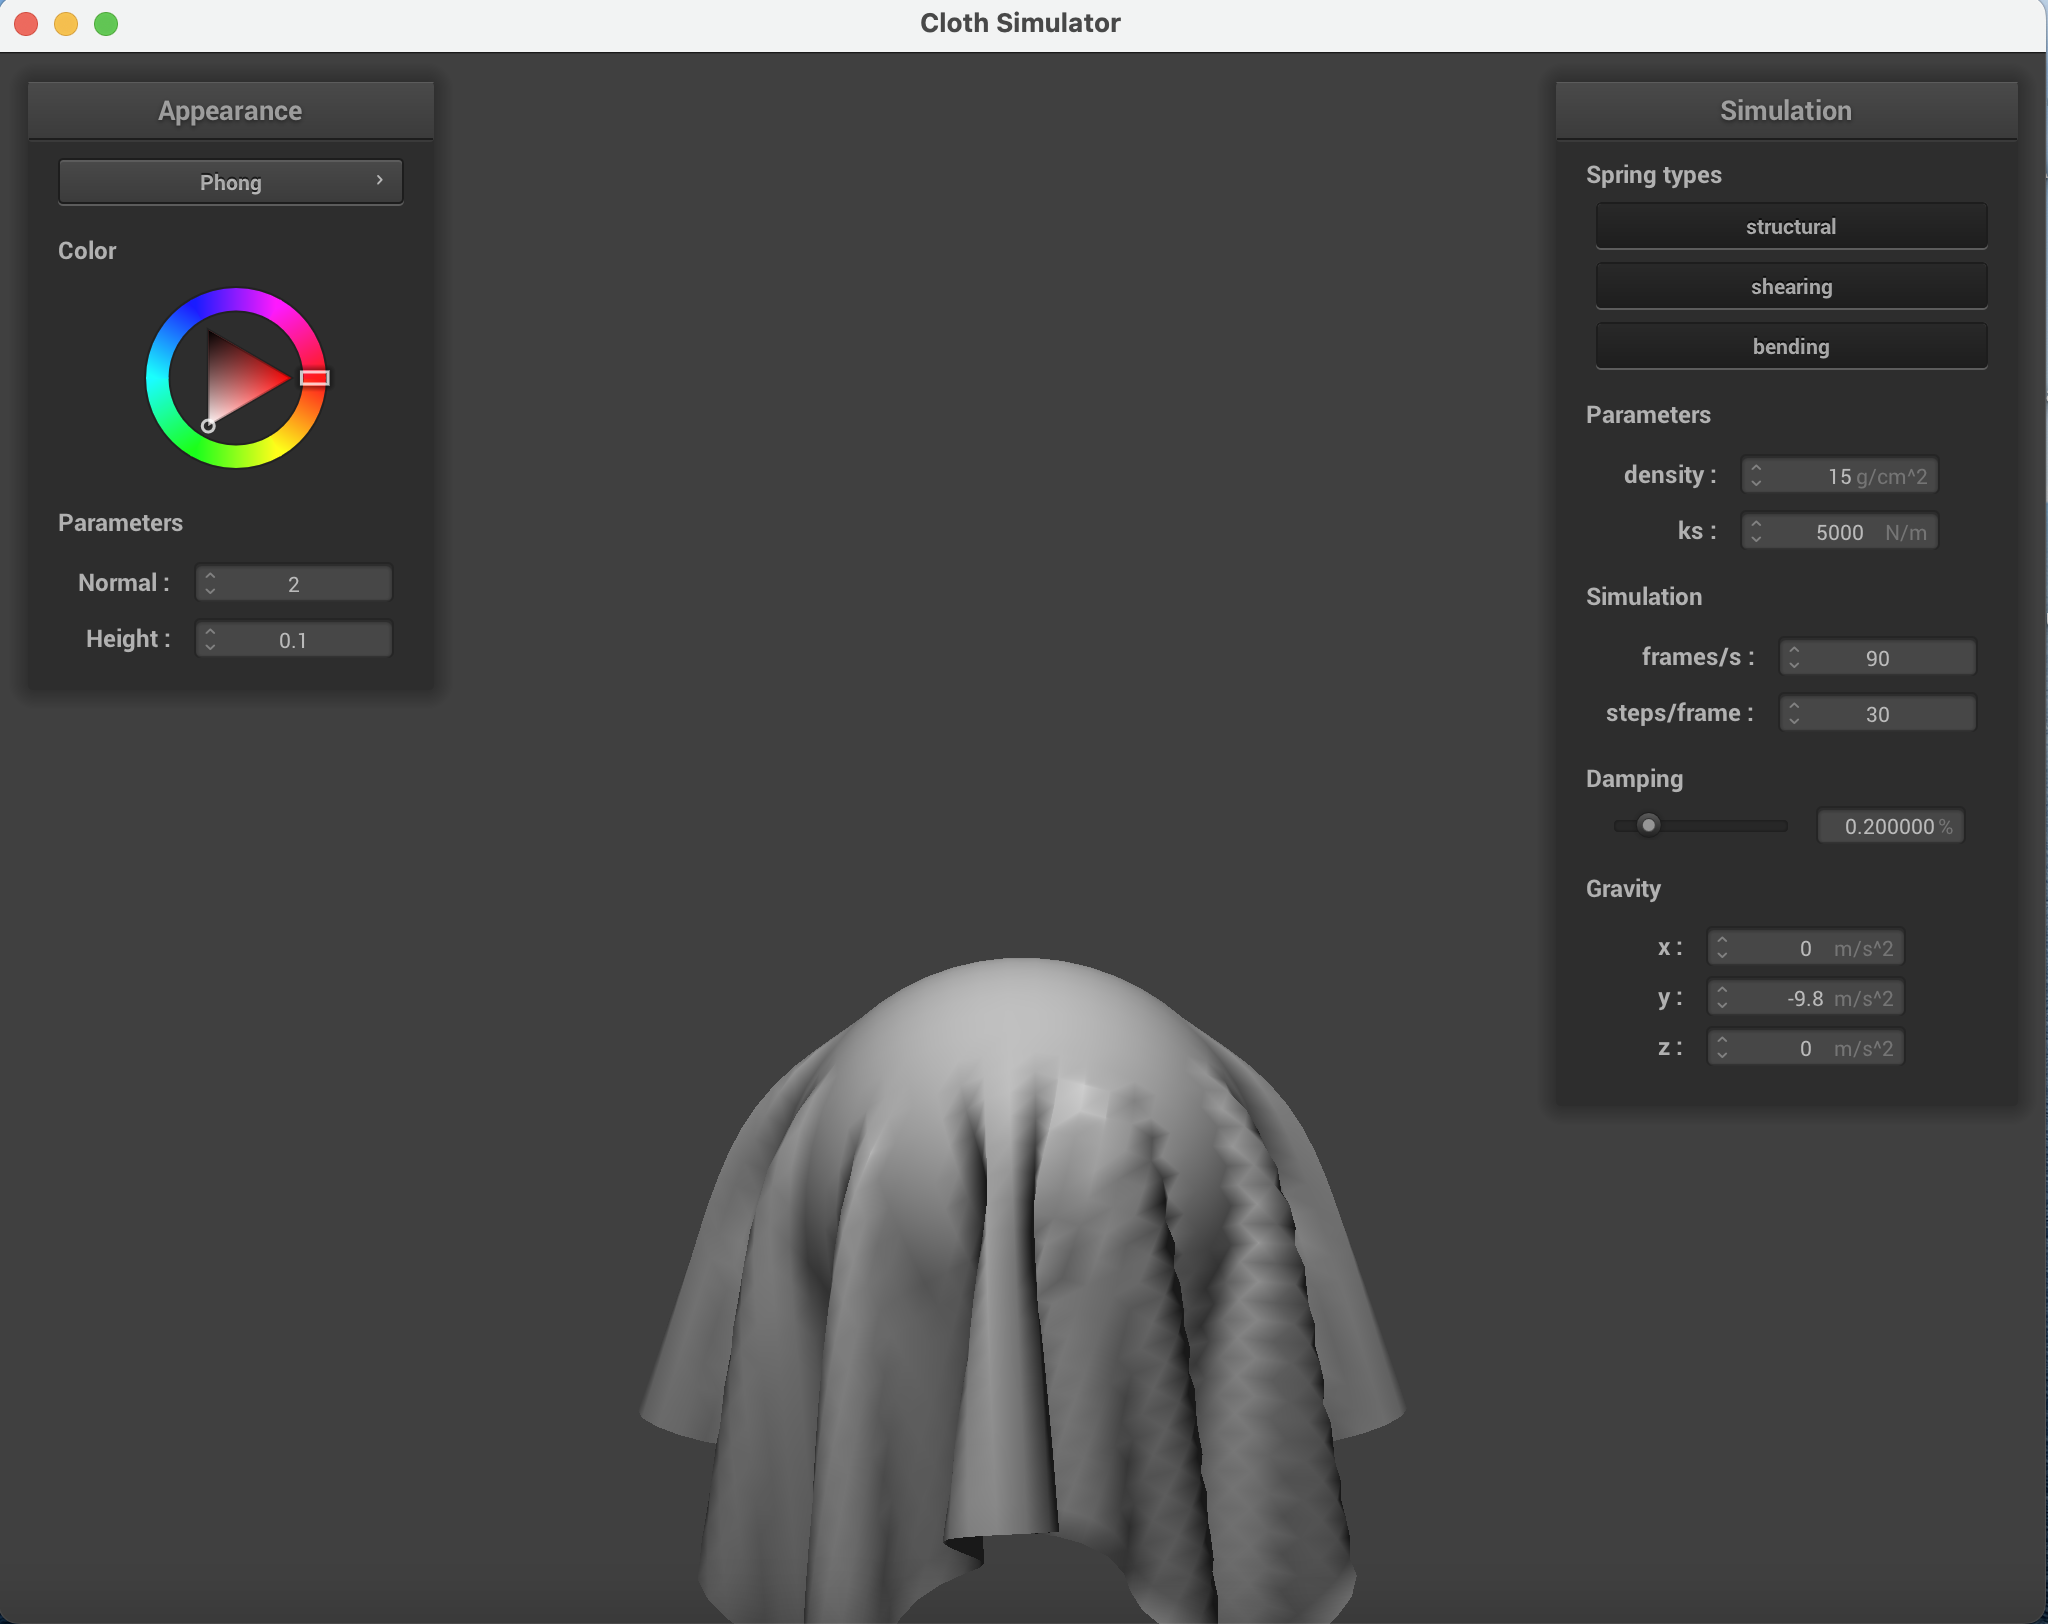 Cloth Simulator
Appearance
Phong
Color
Parameters
Normal : 2
Height : 0.1
Simulation
Spring types
structural
shearing
bending
Parameters
density : 15 g/cm^2
ks : 5000 N/m
Simulation
frames/s : 90
steps/frame : 30
Damping
0.200000 %
Gravity
x : 0 m/s^2
y : -9.8 m/s^2
z : 0 m/s^2